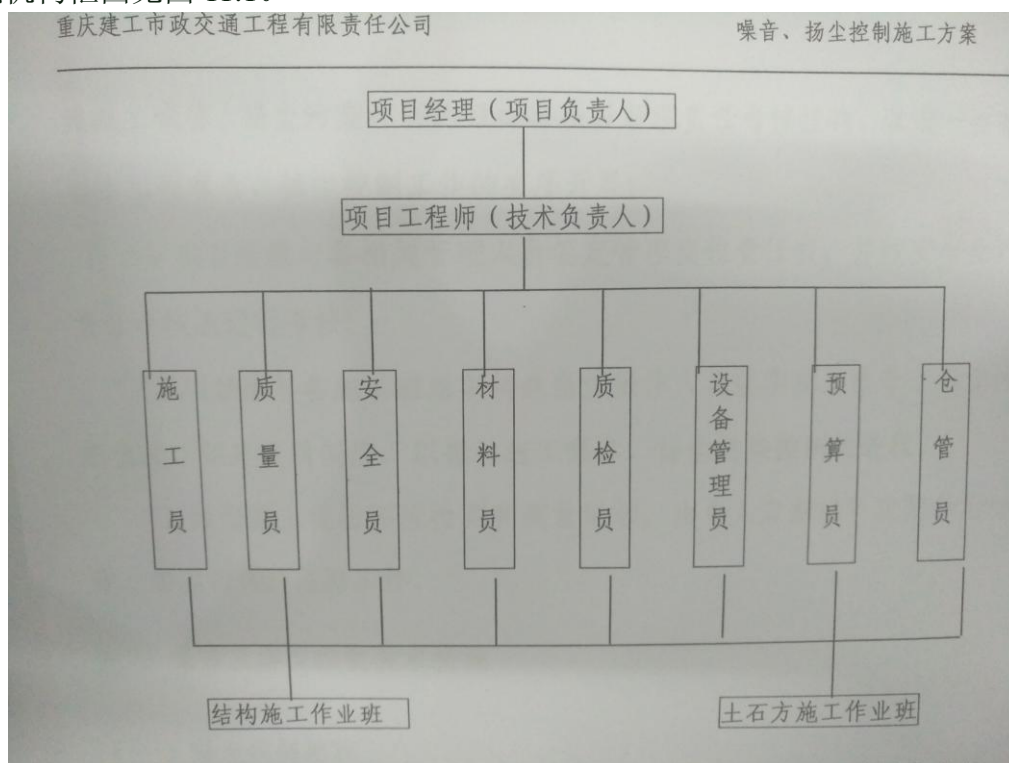 重庆建工市政交通工程有限责任公司
噪音、扬尘控制施工方案
项目经理（项目负责人）
项目工程师（技术负责人）
施工员
质量员
安全员
材料员
质检员
设备管理员
预算员
仓管员
结构施工作业班
土石方施工作业班